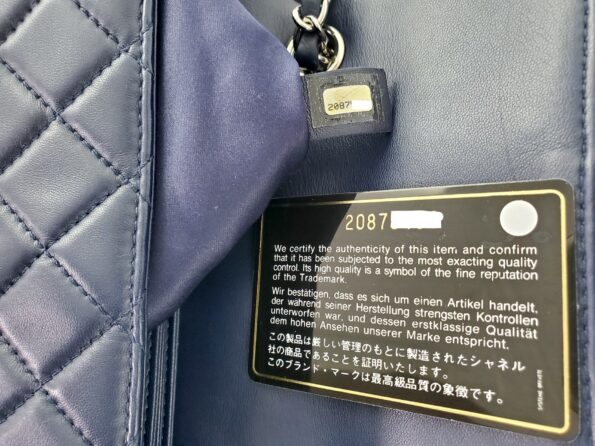 2087
2087
We certify the authenticity of this item and confirm
that it has been subjected to the most exacting quality
control. Its high quality is a symbol of the fine reputation
of the Trademark.
Wir bestätigen, dass es sich um einen Artikel handelt,
der während seiner Herstellung strengsten Kontrollen
unterworfen war, und dessen erstklassige Qualität
dem hohen Ansehen unserer Marke entspricht.
この製品は厳しい管理のもとに製造されたシャネル
社の商品であることを証明いたします。
このブランド・マークは最高級品質の象徴です。